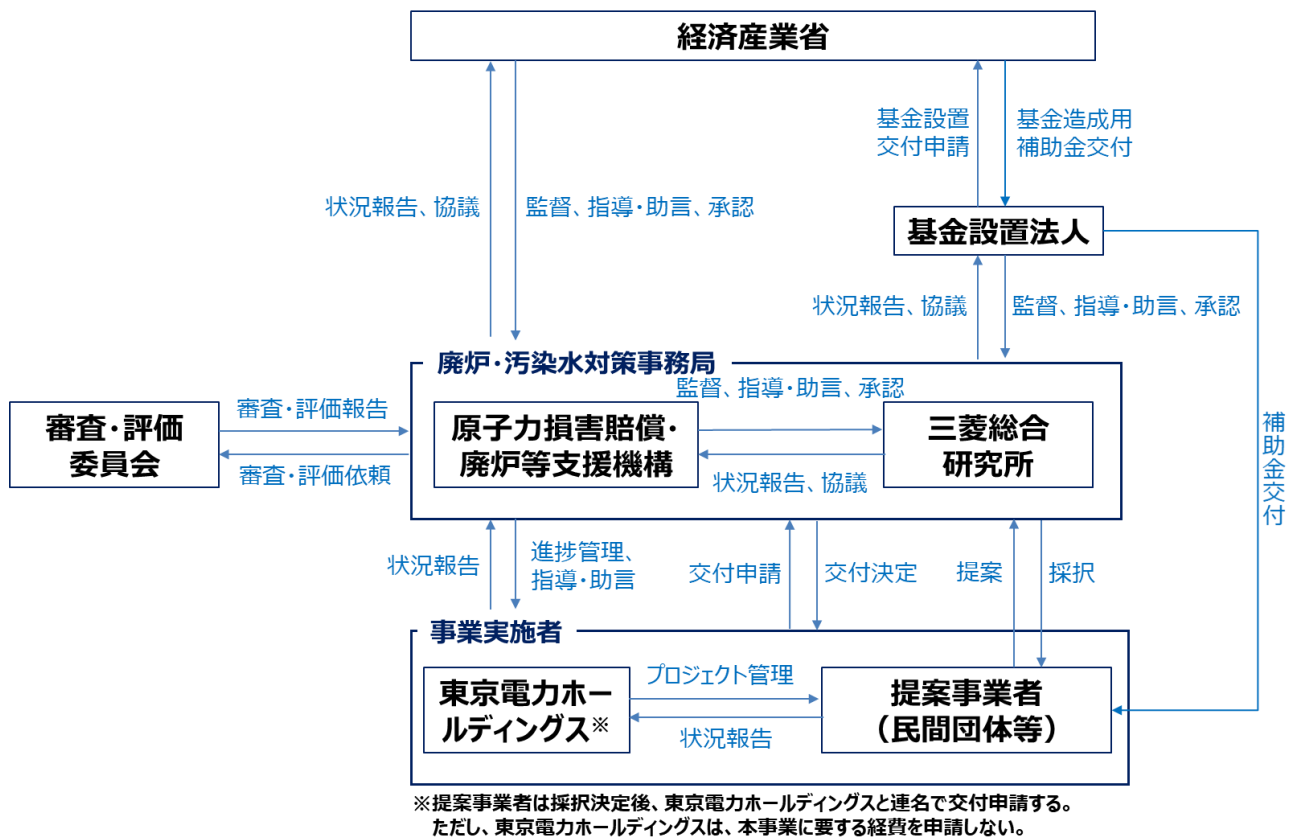 経済産業省
基金設置
交付申請
基金造成用
補助金交付
状況報告、協議
監督、指導・助言、承認
基金設置法人
状況報告、協議
監督、指導・助言、承認
廃炉・汚染水対策事務局
監督、指導・助言、承認
審査・評価
委員会
審査・評価報告
審査・評価依頼
原子力損害賠償・
廃炉等支援機構
三菱総合
研究所
状況報告、協議
補助金交付
状況報告
進捗管理、
指導・助言
交付申請
交付決定
提案
採択
事業実施者
東京電力ホー
ルディングス※
プロジェクト管理
状況報告
提案事業者
（民間団体等）
※提案事業者は採択決定後、東京電力ホールディングスと連名で交付申請する。
ただし、東京電力ホールディングスは、本事業に要する経費を申請しない。